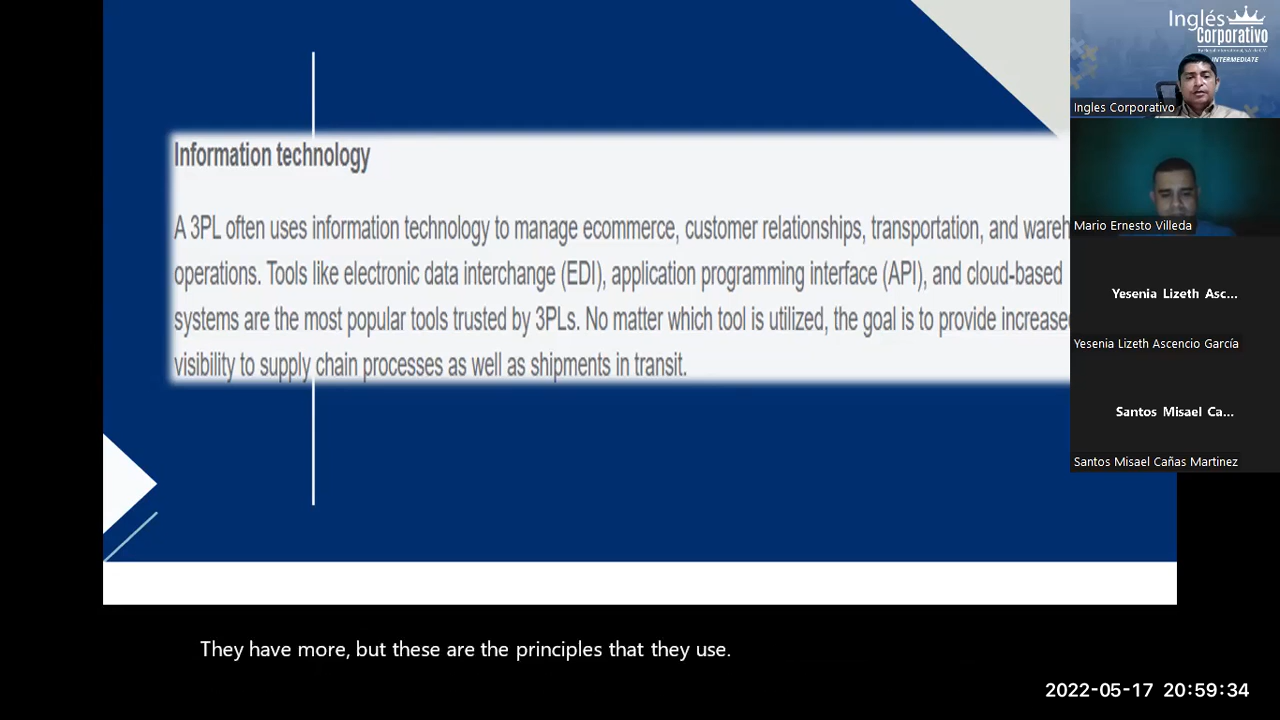 Information technology
A 3PL often uses information technology to manage ecommerce, customer relationships, transportation, and wareh
operations. Tools like electronic data interchange (EDI), application programming interface (API), and cloud-based
systems are the most popular tools trusted by 3PLs. No matter which tool is utilized, the goal is to provide increased
visibility to supply chain processes as well as shipments in transit.
Inglés
Corporativo
INTERMEDIATE
Ingles Corporativo
Mario Ernesto Villeda
Yesenia Lizeth Asc...
Yesenia Lizeth Ascencio García
Santos Misael Ca...
Santos Misael Cañas Martinez
They have more, but these are the principles that they use.
2022-05-17 20:59:34